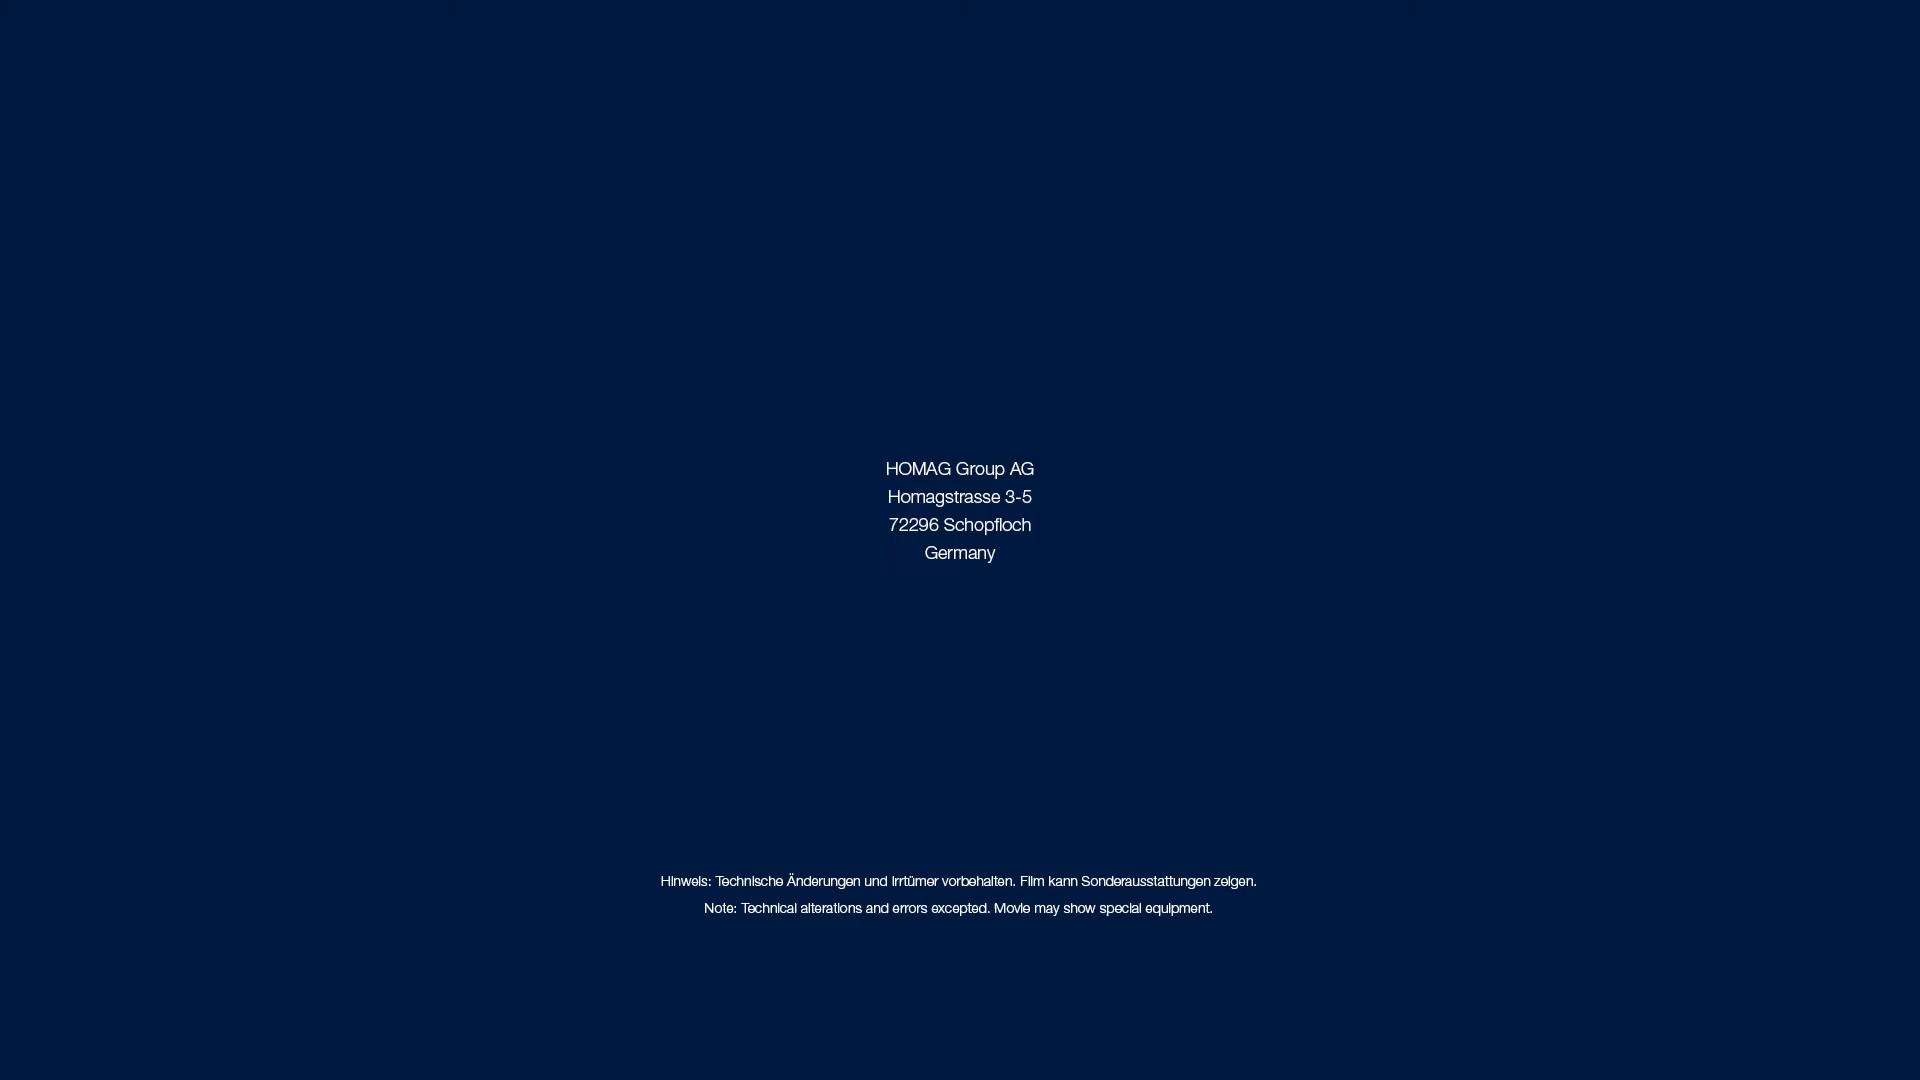 HOMAG Group AG
Homagstrasse 3-5
72296 Schopfloch
Germany
Hinweis: Technische Änderungen und Irrtümer vorbehalten. Film kann Sonderausstattungen zeigen.
Note: Technical alterations and errors excepted. Movie may show special equipment.